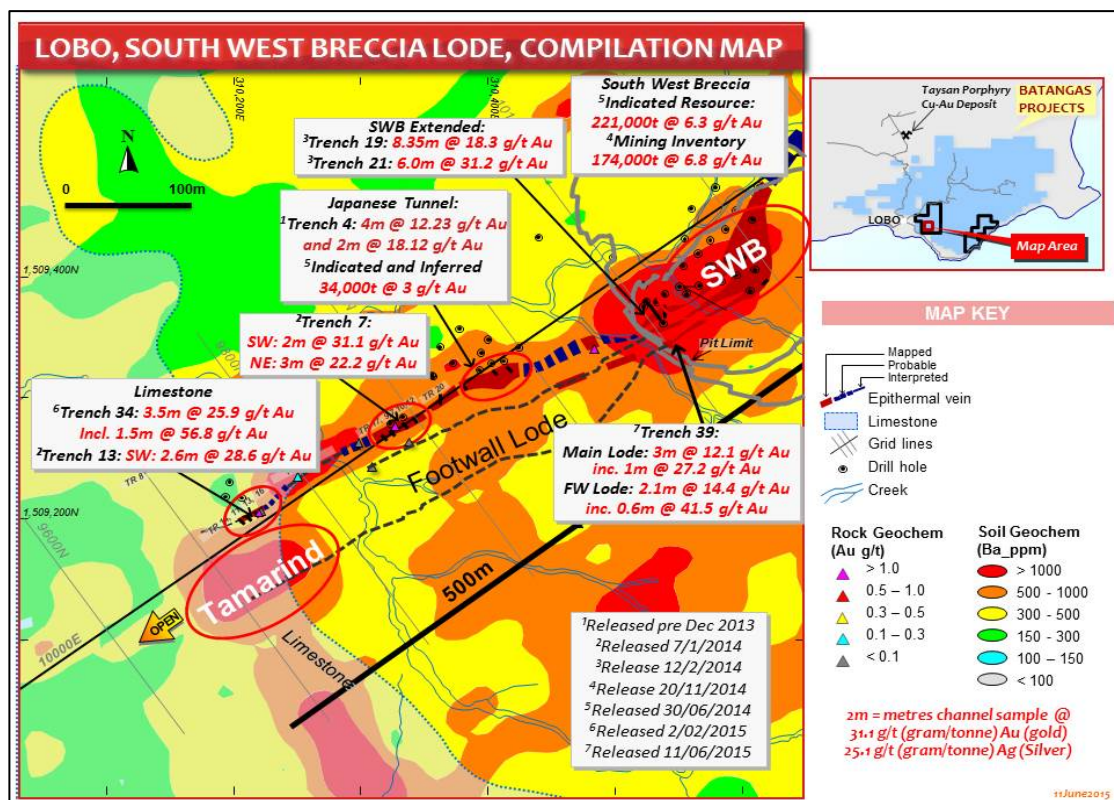 LOBO, SOUTH WEST BRECCIA LODE, COMPILATION MAP
310,200E
310,400E
N
0 100m
SWB Extended:
³Trench 19: 8.35m @ 18.3 g/t Au
³Trench 21: 6.0m @ 31.2 g/t Au
South West Breccia
⁵Indicated Resource:
221,000t @ 6.3 g/t Au
⁴Mining Inventory
174,000t @ 6.8 g/t Au
Japanese Tunnel:
¹Trench 4: 4m @ 12.23 g/t Au
and 2m @ 18.12 g/t Au
⁵Indicated and Inferred
34,000t @ 3 g/t Au
1,509,400N
SWB
²Trench 7:
SW: 2m @ 31.1 g/t Au
NE: 3m @ 22.2 g/t Au
9800N
Pit Limit
TR 20
Limestone
⁶Trench 34: 3.5m @ 25.9 g/t Au
Incl. 1.5m @ 56.8 g/t Au
²Trench 13: SW: 2.6m @ 28.6 g/t Au
Footwall Lode
⁷Trench 39:
Main Lode: 3m @ 12.1 g/t Au
inc. 1m @ 27.2 g/t Au
FW Lode: 2.1m @ 14.4 g/t Au
inc. 0.6m @ 41.5 g/t Au
TR 8
1,509,200N
9600N
Tamarind
500m
OPEN
10000E
Limestone
¹Released pre Dec 2013
²Released 7/1/2014
³Release 12/2/2014
⁴Release 20/11/2014
⁵Released 30/06/2014
⁶Released 2/02/2015
⁷Released 11/06/2015
Taysan Porphyry
Cu-Au Deposit
BATANGAS
PROJECTS
LOBO
Map Area
MAP KEY
Mapped
Probable
Interpreted
Epithermal vein
Limestone
Grid lines
Drill hole
Creek
Rock Geochem
(Au g/t)
> 1.0
0.5 – 1.0
0.3 – 0.5
0.1 – 0.3
< 0.1
Soil Geochem
(Ba_ppm)
> 1000
500 - 1000
300 - 500
150 - 300
100 – 150
< 100
2m = metres channel sample @
31.1 g/t (gram/tonne) Au (gold)
25.1 g/t (gram/tonne) Ag (Silver)
11June2015